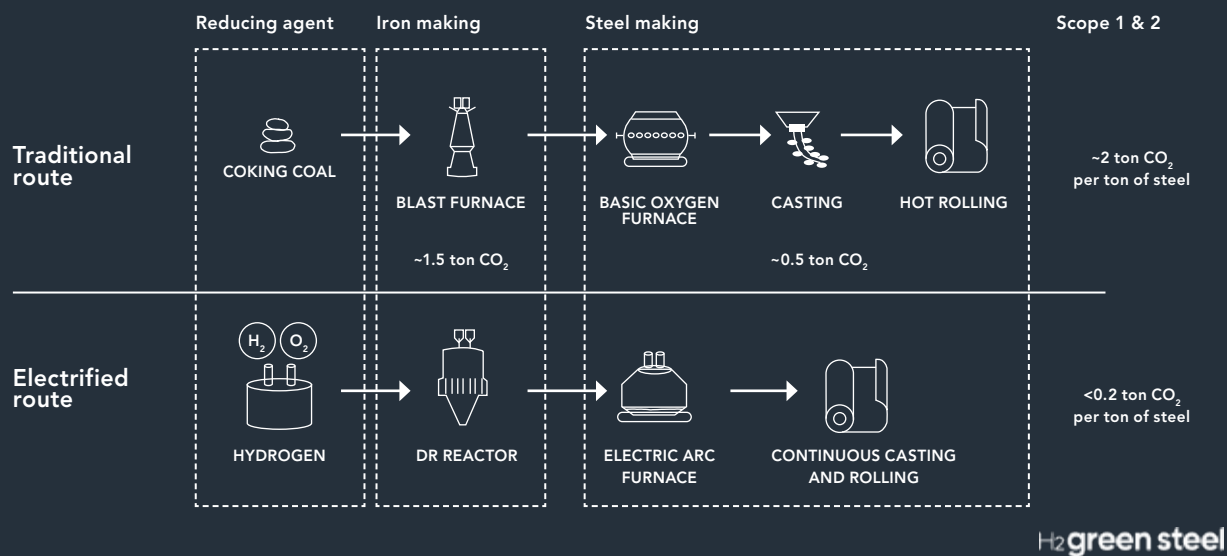 Reducing agent
Iron making
Steel making
Scope 1 & 2
Traditional
route
COKING COAL
BLAST FURNACE
~1.5 ton CO₂
BASIC OXYGEN
FURNACE
CASTING
HOT ROLLING
~0.5 ton CO₂
~2 ton CO₂
per ton of steel
Electrified
route
H₂
O₂
HYDROGEN
DR REACTOR
ELECTRIC ARC
FURNACE
CONTINUOUS CASTING
AND ROLLING
<0.2 ton CO₂
per ton of steel
H2green steel